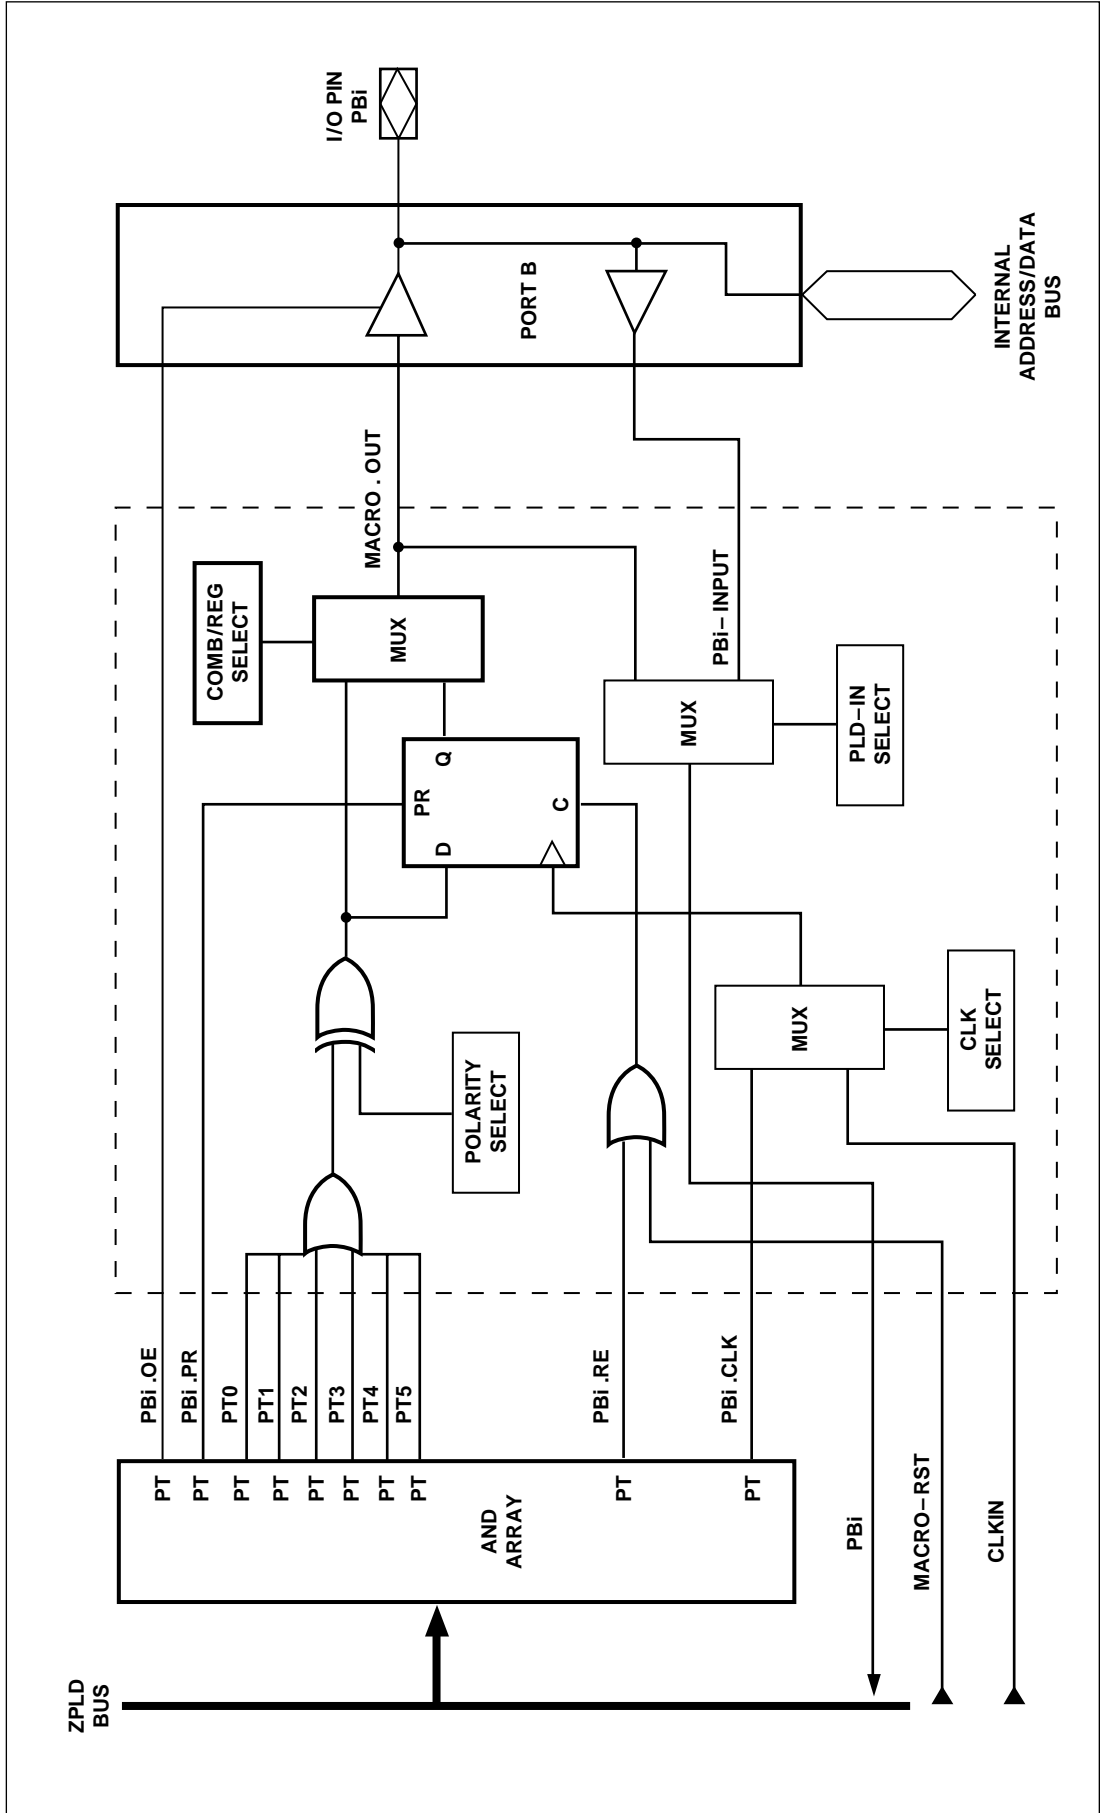 ZPLD
BUS
AND
ARRAY
PT
PT
PT
PT
PT
PT
PT
PT
PT
PT
PBi .OE
PBi .PR
PT0
PT1
PT2
PT3
PT4
PT5
PBi .RE
PBi .CLK
PBi
MACRO–RST
CLKIN
POLARITY
SELECT
MUX
CLK
SELECT
D
PR
Q
C
COMB/REG
SELECT
MUX
MUX
PLD–IN
SELECT
MACRO . OUT
PBi– INPUT
PORT B
I/O PIN
PBi
INTERNAL
ADDRESS/DATA
BUS